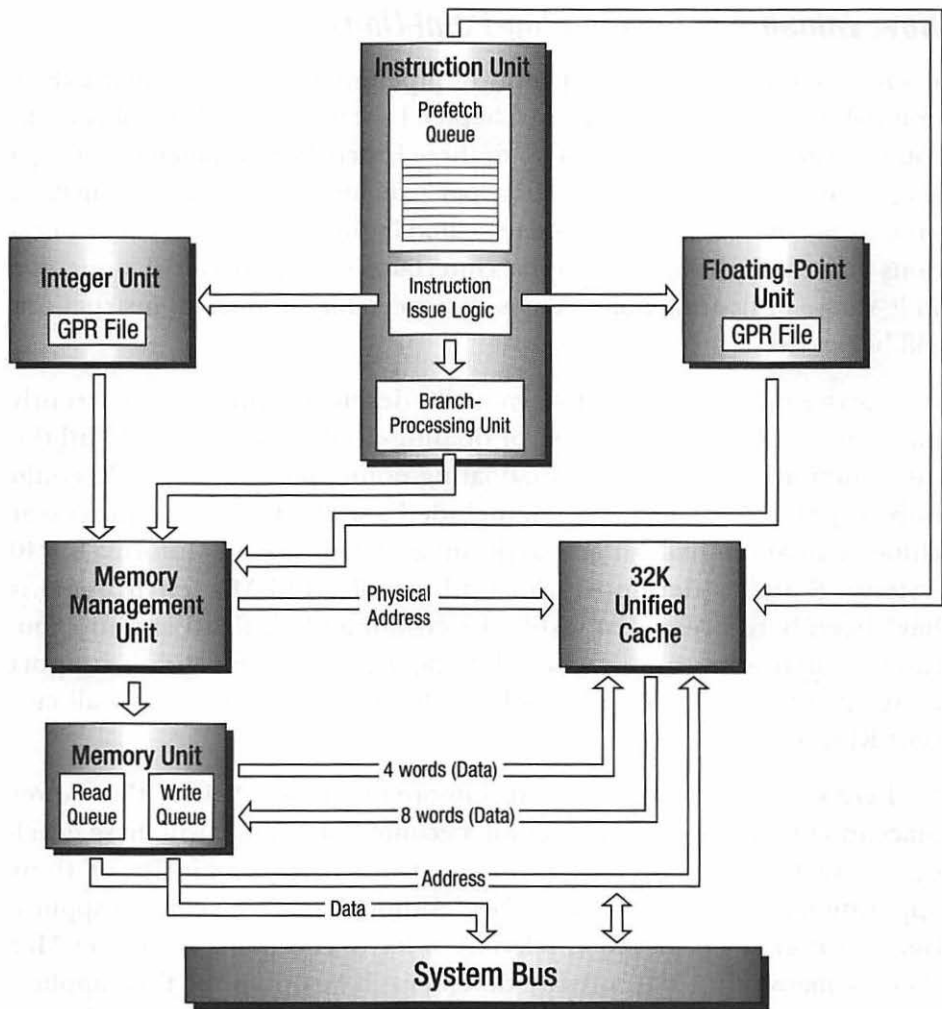 Instruction Unit
Prefetch
Queue
Integer Unit
GPR File
Instruction
Issue Logic
Floating-Point
Unit
GPR File
Branch-
Processing Unit
Memory
Management
Unit
Physical
Address
32K
Unified
Cache
Memory Unit
Read
Queue
Write
Queue
4 words (Data)
8 words (Data)
Address
Data
System Bus